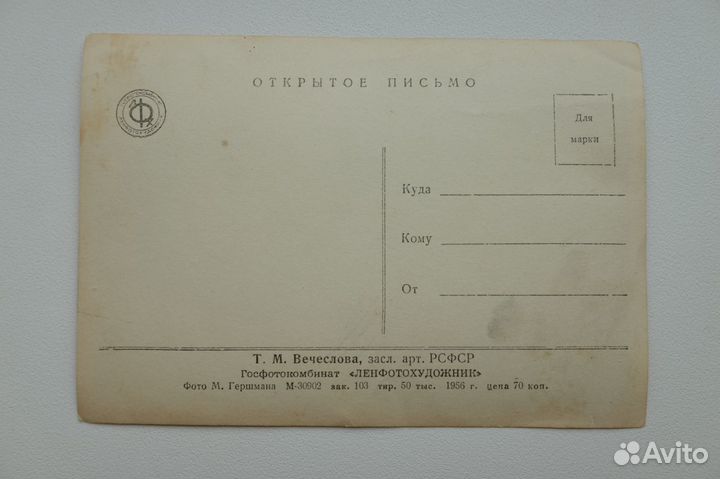 ОТКРЫТОЕ ПИСЬМО
Для
марки
Куда
Кому
От
Т. М. Вечеслова, засл. арт. РСФСР
Госфотокомбинат «ЛЕНФОТОХУДОЖНИК»
Фото М. Гершмана М-30902 зак. 103 тир. 50 тыс. 1956 г. цена 70 коп.
Avito